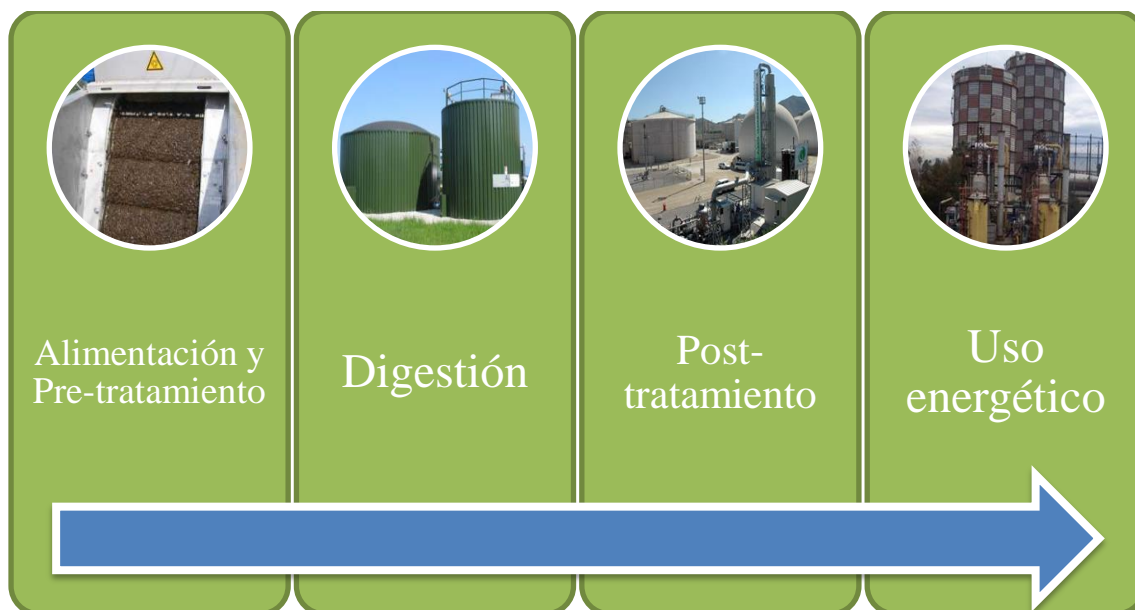 Alimentación y
Pre-tratamiento
Digestión
Post-
tratamiento
Uso
energético